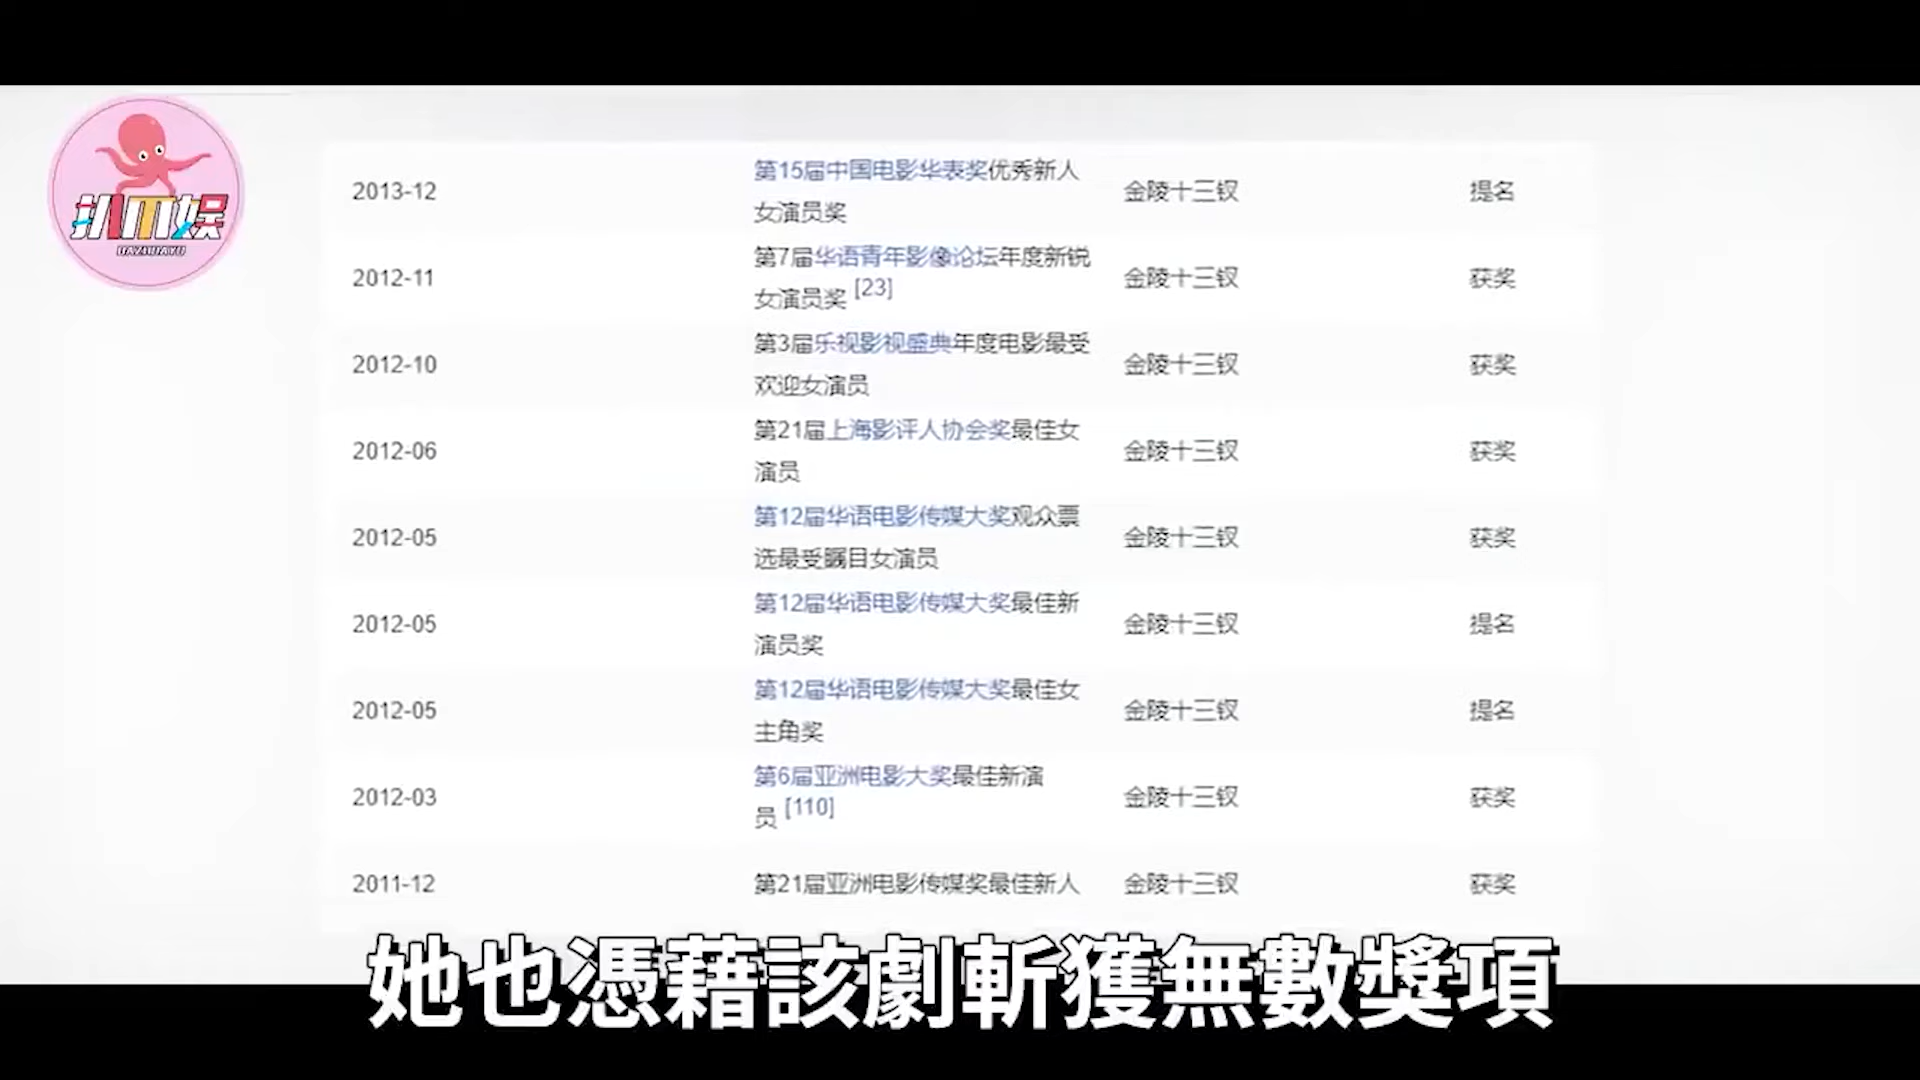 2013-12
第15届中国电影华表奖优秀新人
女演员奖
金陵十三钗
提名
2012-11
第7届华语青年影像论坛年度新锐
女演员奖 [23]
金陵十三钗
获奖
2012-10
第3届乐视影视盛典年度电影最受
欢迎女演员
金陵十三钗
获奖
2012-06
第21届上海影评人协会奖最佳女
演员
金陵十三钗
获奖
2012-05
第12届华语电影传媒大奖观众票
选最受瞩目女演员
金陵十三钗
获奖
2012-05
第12届华语电影传媒大奖最佳新
演员奖
金陵十三钗
提名
2012-05
第12届华语电影传媒大奖最佳女
主角奖
金陵十三钗
提名
2012-03
第6届亚洲电影大奖最佳新演
员 [110]
金陵十三钗
获奖
2011-12
第21届亚洲电影传媒奖最佳新人
金陵十三钗
获奖
她也憑藉該劇斬獲無數獎項